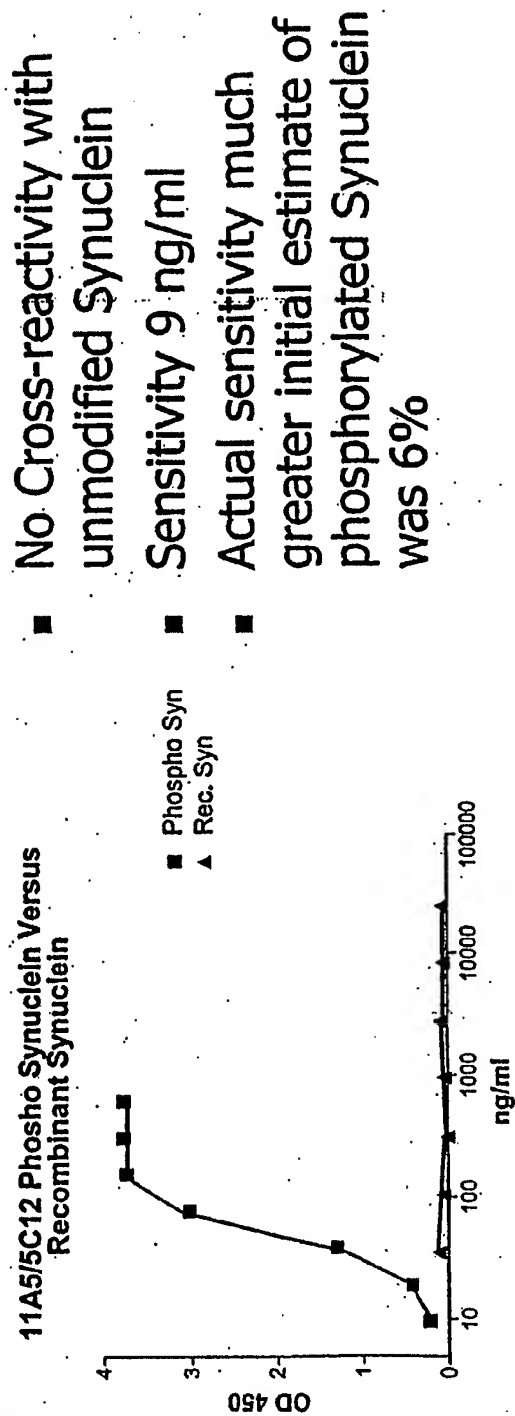 11A5/5C12 Phosho Synuclein Versus
Recombinant Synuclein
4
3
2
1
0
OD 450
10
100
1000
10000
100000
ng/ml
■ Phospho Syn
▲ Rec. Syn
■ No Cross-reactivity with
unmodified Synuclein
■ Sensitivity 9 ng/ml
■ Actual sensitivity much
greater initial estimate of
phosphorylated Synuclein
was 6%